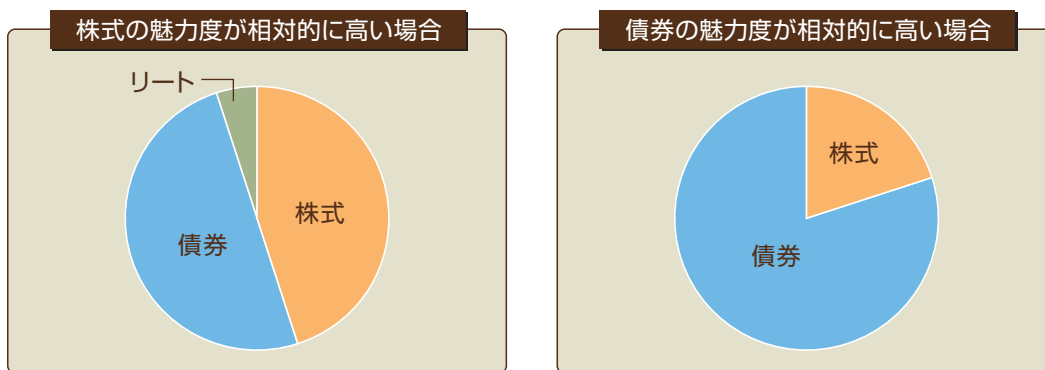 株式の魅力度が相対的に高い場合
リート
株式
債券
債券の魅力度が相対的に高い場合
株式
債券